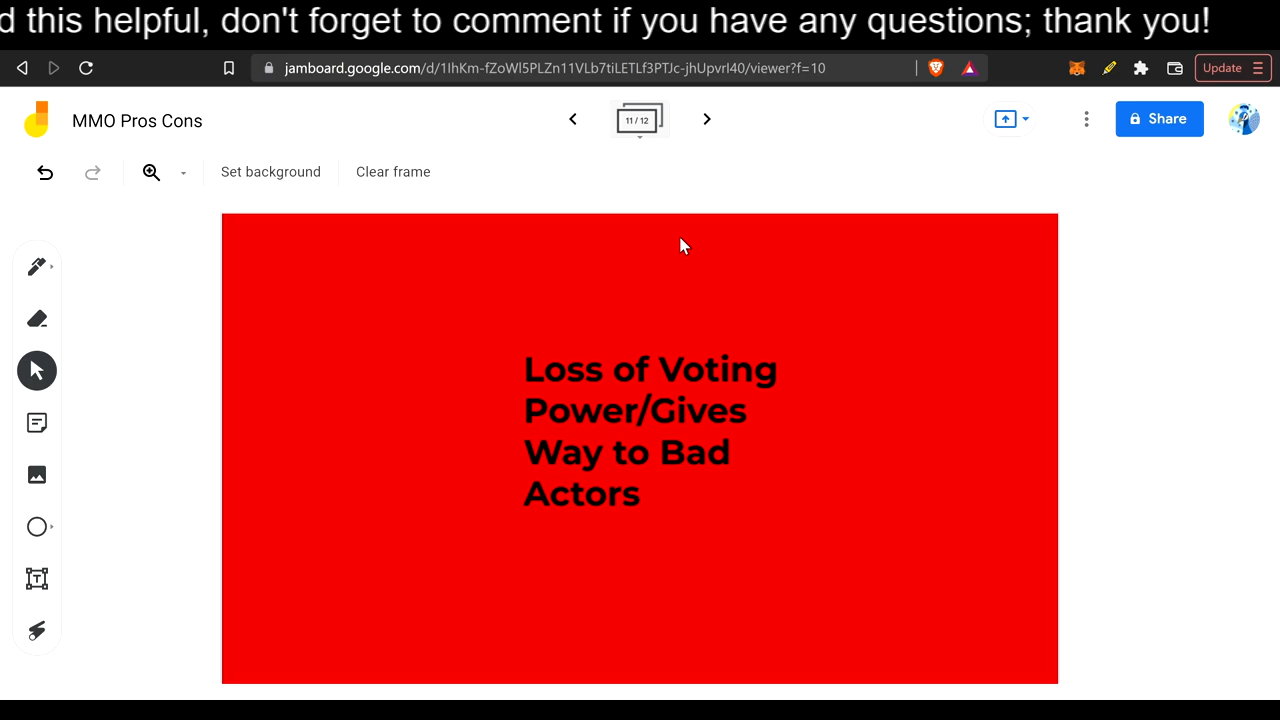 d this helpful, don't forget to comment if you have any questions; thank you!
jamboard.google.com/d/1IhKm-fZoWl5PLZn11VLb7tiLETLf3PTJc-jhUpvrl40/viewer?f=10
Update
MMO Pros Cons
11 / 12
Share
Set background
Clear frame
Loss of Voting
Power/Gives
Way to Bad
Actors